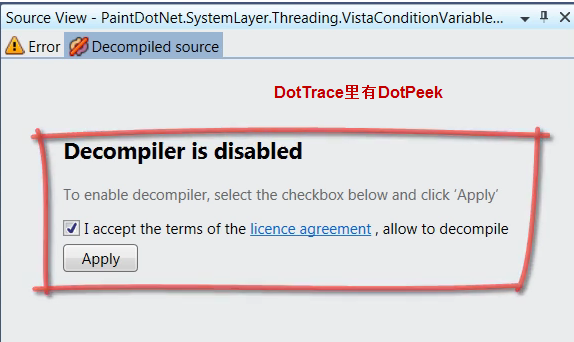 Source View - PaintDotNet.SystemLayer.Threading.VistaConditionVariable...
Error Decompiled source
DotTrace里有DotPeek
Decompiler is disabled
To enable decompiler, select the checkbox below and click ‘Apply’
I accept the terms of the licence agreement , allow to decompile
Apply